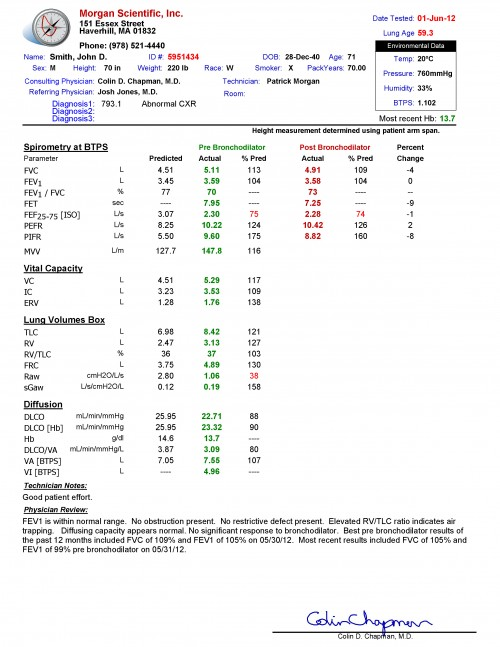 Morgan Scientific, Inc.
151 Essex Street
Haverhill, MA 01832
Phone: (978) 521-4440
Date Tested: 01-Jun-12
Lung Age 59.3
Environmental Data
Temp: 20°C
Pressure: 760mmHg
Humidity: 33%
BTPS: 1.102
Most recent Hb: 13.7
Name: Smith, John D. ID #: 5951434 DOB: 28-Dec-40 Age: 71
Sex: M Height: 70 in Weight: 220 lb Race: W Smoker: X PackYears: 70.00
Consulting Physician: Colin D. Chapman, M.D. Technician: Patrick Morgan
Referring Physician: Josh Jones, M.D. Room:
Diagnosis1: 793.1 Abnormal CXR
Diagnosis2:
Diagnosis3:
Height measurement determined using patient arm span.
Spirometry at BTPS Pre Bronchodilator Post Bronchodilator Percent
Parameter Predicted Actual % Pred Actual % Pred Change
FVC L 4.51 5.11 113 4.91 109 -4
FEV1 L 3.45 3.59 104 3.58 104 0
FEV1 / FVC % 77 70 ---- 73 ---- --
FET sec ---- 7.95 ---- 7.25 ---- -9
FEF25-75 [ISO] L/s 3.07 2.30 75 2.28 74 -1
PEFR L/s 8.25 10.22 124 10.42 126 2
PIFR L/s 5.50 9.60 175 8.82 160 -8
MVV L/m 127.7 147.8 116
Vital Capacity
VC L 4.51 5.29 117
IC L 3.23 3.53 109
ERV L 1.28 1.76 138
Lung Volumes Box
TLC L 6.98 8.42 121
RV L 2.47 3.13 127
RV/TLC % 36 37 103
FRC L 3.75 4.89 130
Raw cmH2O/L/s 2.80 1.06 38
sGaw L/s/cmH2O/L 0.12 0.19 158
Diffusion
DLCO mL/min/mmHg 25.95 22.71 88
DLCO [Hb] mL/min/mmHg 25.95 23.32 90
Hb g/dl 14.6 13.7 ----
DLCO/VA mL/min/mmHg/L 3.87 3.09 80
VA [BTPS] L 7.05 7.55 107
VI [BTPS] L ---- 4.96 ----
Technician Notes:
Good patient effort.
Physician Review:
FEV1 is within normal range. No obstruction present. No restrictive defect present. Elevated RV/TLC ratio indicates air
trapping. Diffusing capacity appears normal. No significant response to bronchodilator. Best pre bronchodilator results of
the past 12 months included FVC of 109% and FEV1 of 105% on 05/30/12. Most recent results included FVC of 105% and
FEV1 of 99% pre bronchodilator on 05/31/12.
Colin Chapman
Colin D. Chapman, M.D.